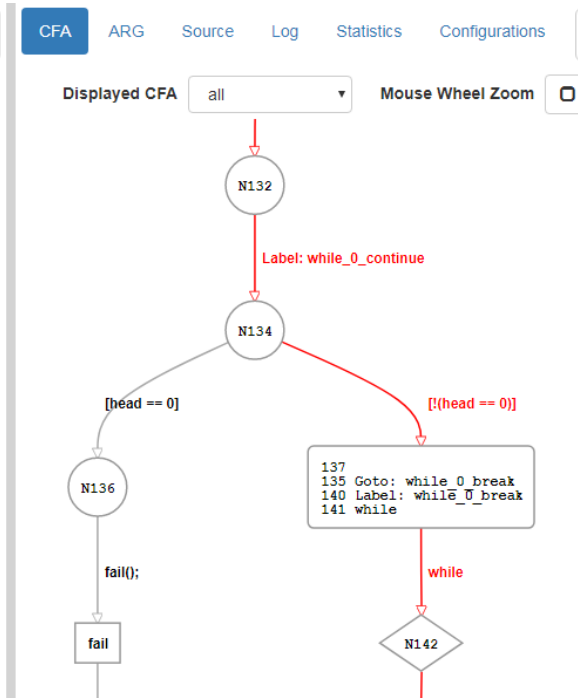 CFA ARG Source Log Statistics Configurations
Displayed CFA all Mouse Wheel Zoom
N132
Label: while_0_continue
N134
[head == 0] [!(head == 0)]
137
135 Goto: while_0_break
140 Label: while_0_break
141 while
N136
fail(); while
fail N142